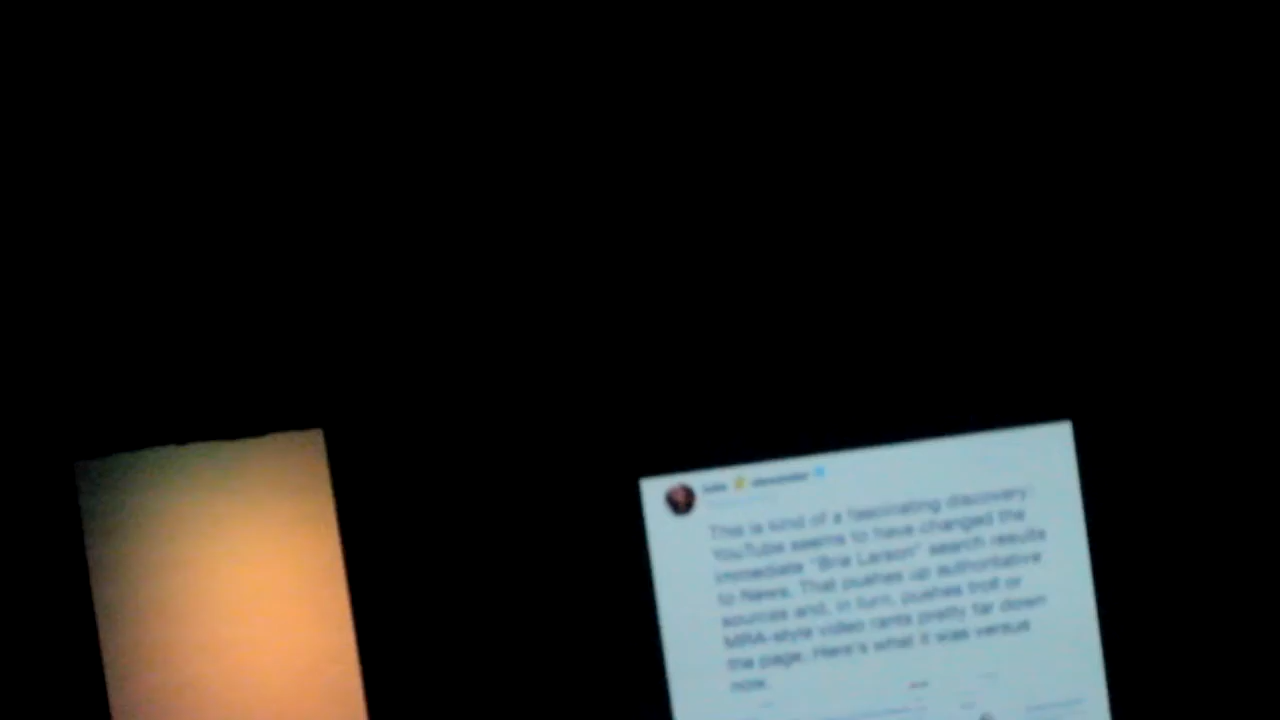 This is kind of a fascinating discovery:
YouTube seems to have changed the
immediate "Brie Larson" search results
to News. That pushes up authoritative
sources and, in turn, pushes troll or
MRA-style video rants pretty far down
the page. Here's what it was versus
now.